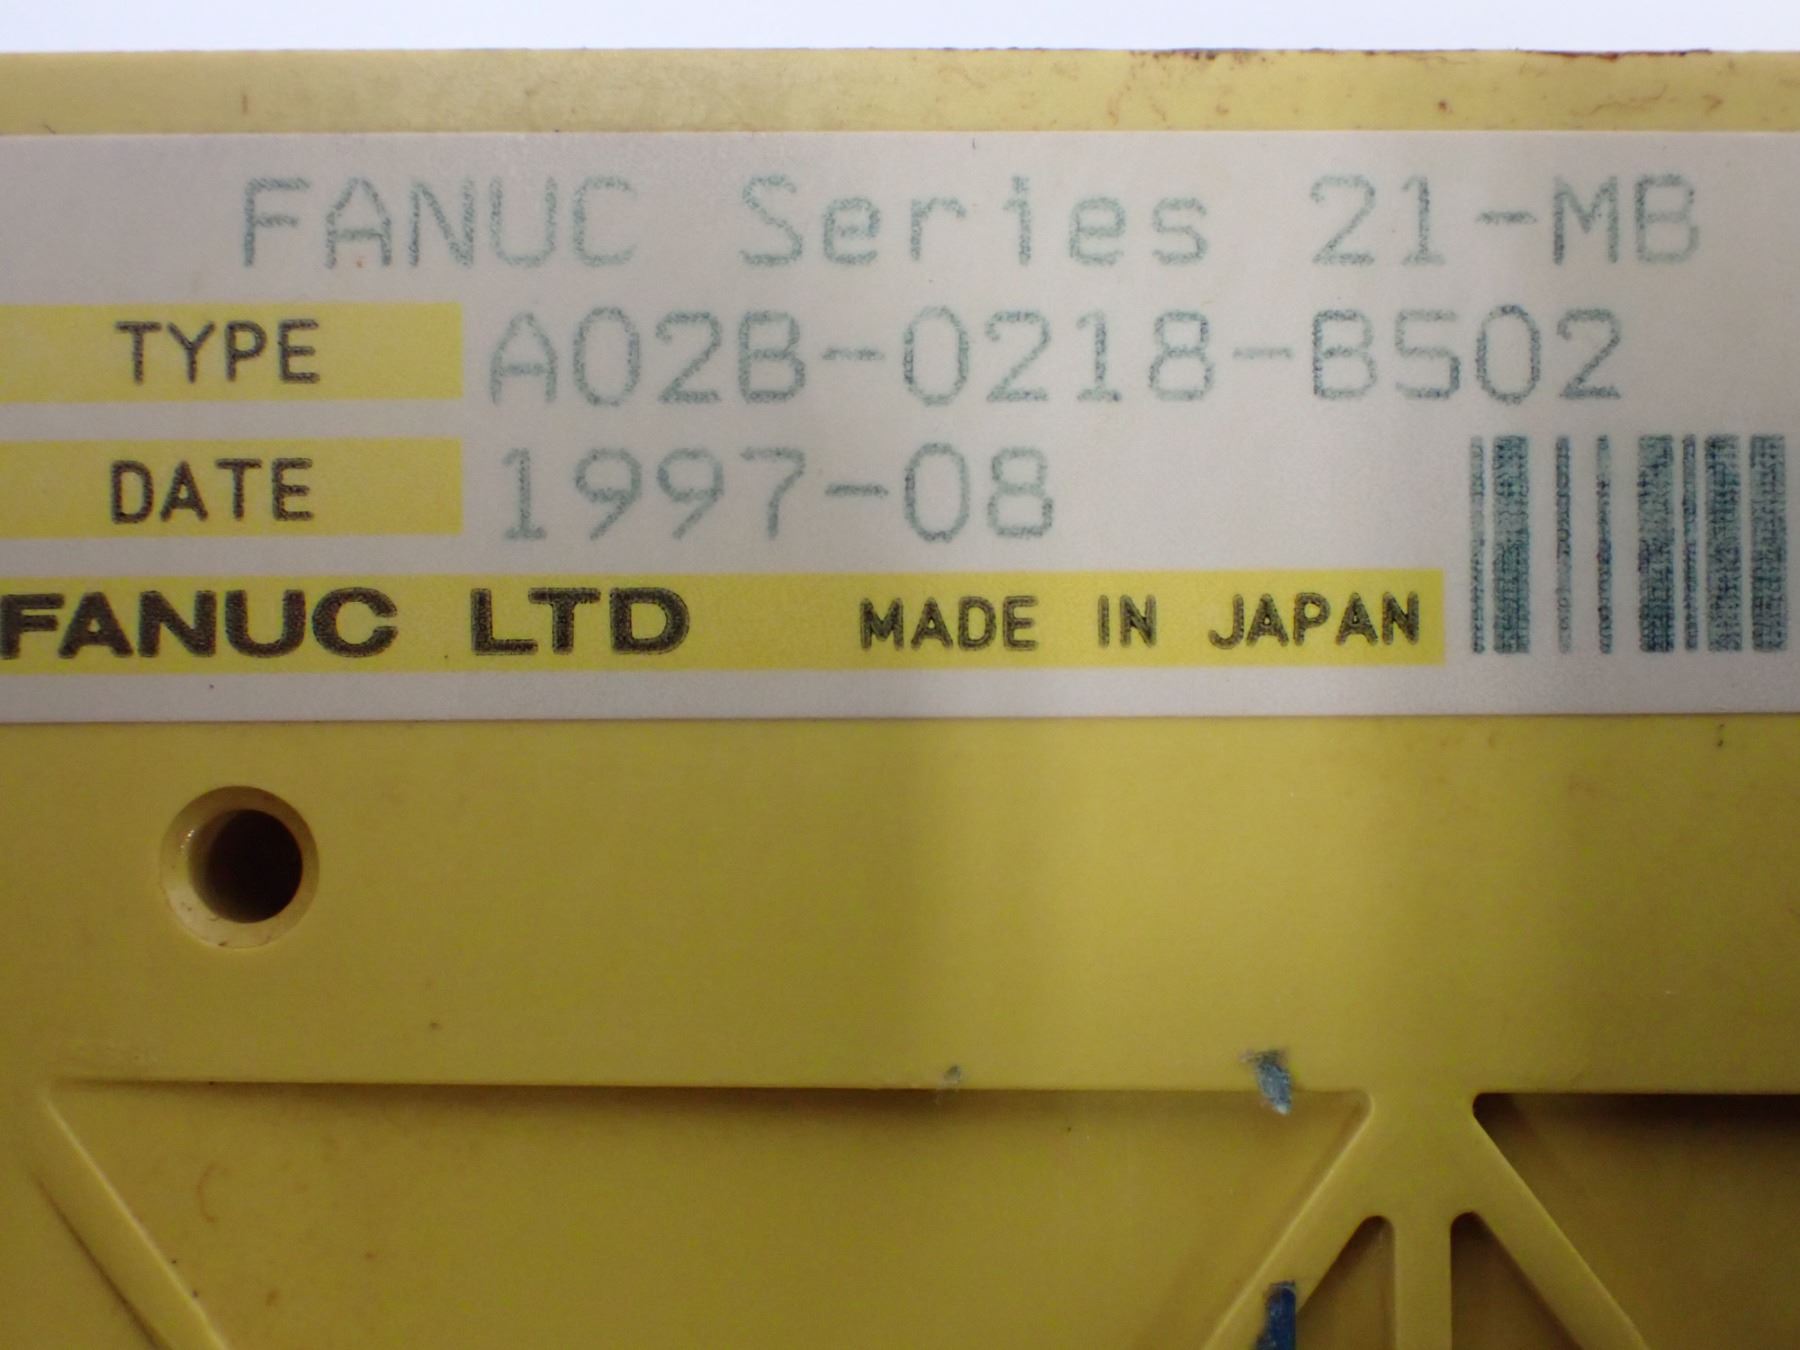 FANUC Series 21-MB
TYPE A02B-0218-B502
DATE 1997-08
FANUC LTD MADE IN JAPAN